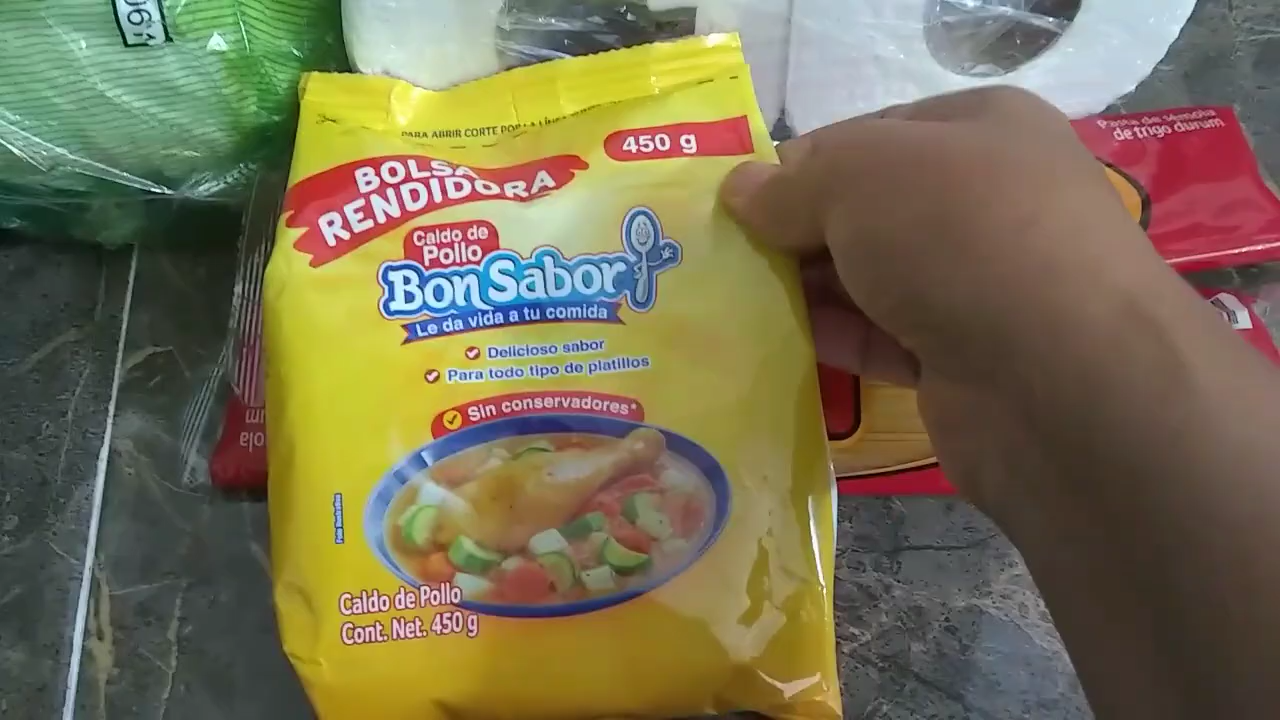 PARA ABRIR CORTE POR LA LÍNEA
450 g
BOLSA
RENDIDORA
Caldo de
Pollo
Bon Sabor
Le da vida a tu comida
Delicioso sabor
Para todo tipo de platillos
Sin conservadores*
Caldo de Pollo
Cont. Net. 450 g
Pasta de sémola
de trigo durum